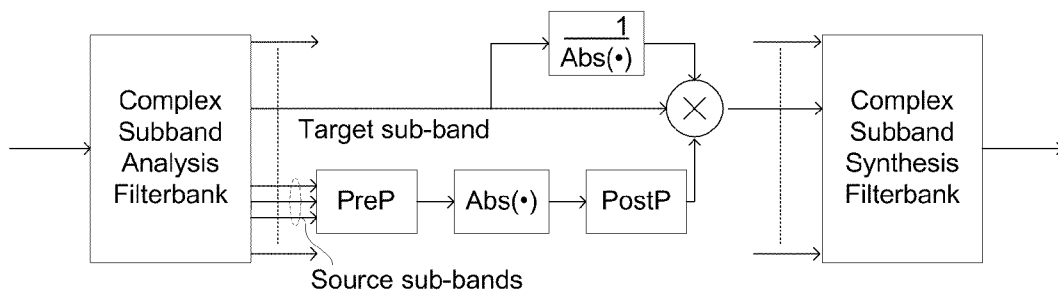 Complex
Subband
Analysis
Filterbank
1
Abs(•)
×
Target sub-band
PreP
Abs(•)
PostP
Source sub-bands
Complex
Subband
Synthesis
Filterbank